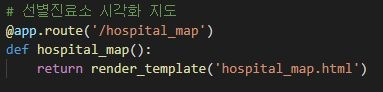 # 선별진료소 시각화 지도
@app.route('/hospital_map')
def hospital_map():
    return render_template('hospital_map.html')